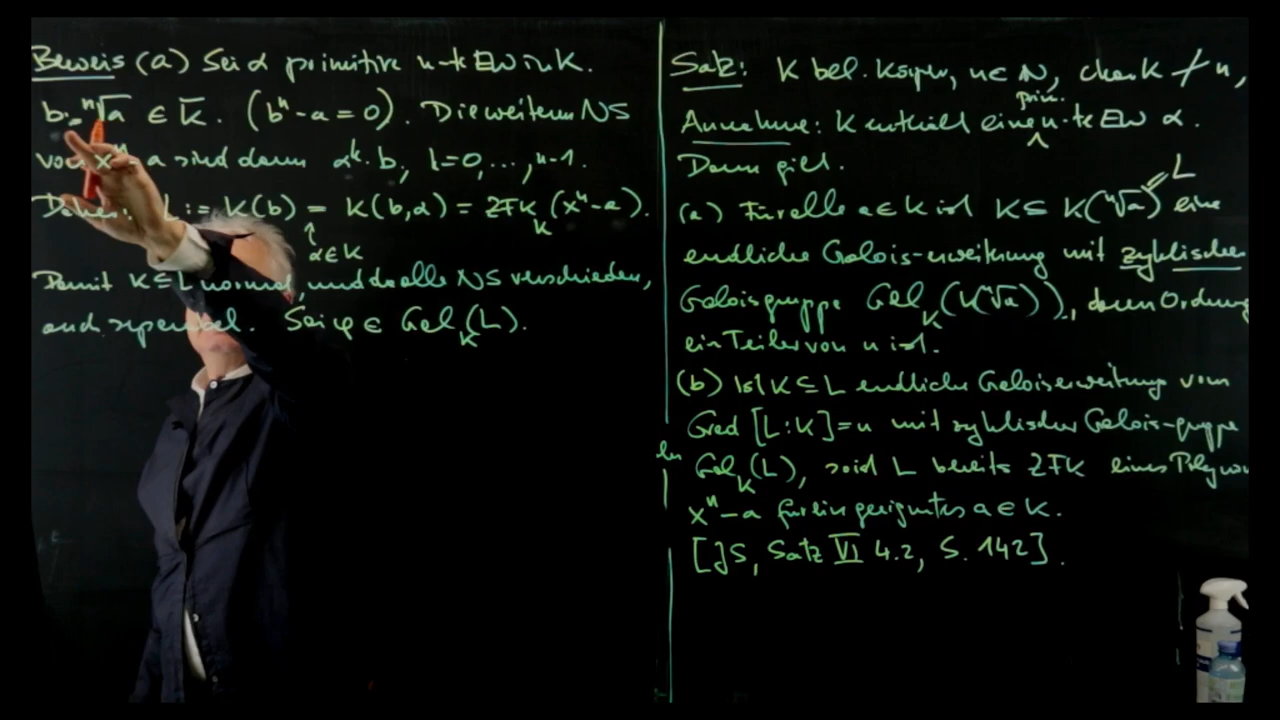 Beweis (a) Sei α primitive n-te EW in K.
b := ⁿ√a ∈ K̄. (bⁿ - a = 0). Die weiteren NS
von xⁿ - a sind dann αᵏ·b, k=0,...,n-1.
Daher: L := K(b) = K(b,α) = ZFK_K (xⁿ-a).
↑
α∈K
Damit K ⊆ L normal, und da alle NS verschieden,
auch separabel. Sei φ ∈ Gal_K(L).
Satz: K bel. Körper, n ∈ ℕ, char K ∤ n,
prim.
Annahme: K enthält eine n-te EW α.
Dann gilt.
L
(a) Für alle a ∈ K ist K ⊆ K(ⁿ√a) eine
endliche Galois-erweiterung mit zyklischer
Galoisgruppe Gal_K(K(ⁿ√a)), deren Ordnung
ein Teiler von n ist.
(b) Ist K ⊆ L endliche Galoiserweiterung vom
Grad [L:K]=n mit zyklischer Galois-gruppe
Gal_K(L), so ist L bereits ZFK eines Polynom
xⁿ - a für ein geeignetes a ∈ K.
[JS, Satz VI 4.2, S. 142].